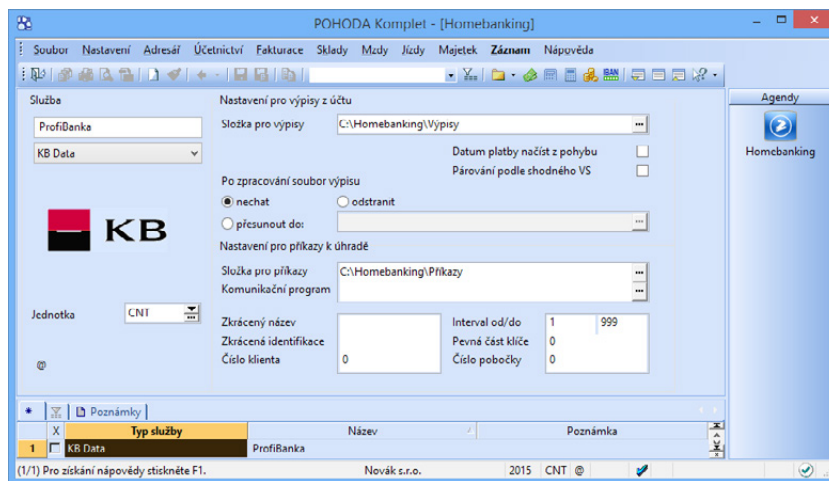 POHODA Komplet - [Homebanking]
Soubor Nastavení Adresář Účetnictví Fakturace Sklady Mzdy Jízdy Majetek Záznam Nápověda
IBAN
Služba
ProfiBanka
KB Data
KB
Jednotka CNT
@
Nastavení pro výpisy z účtu
Složka pro výpisy C:\Homebanking\Výpisy ...
Datum platby načíst z pohybu
Párování podle shodného VS
Po zpracování soubor výpisu
nechat odstranit
přesunout do: ...
Nastavení pro příkazy k úhradě
Složka pro příkazy C:\Homebanking\Příkazy ...
Komunikační program ...
Zkrácený název Interval od/do 1 999
Zkrácená identifikace Pevná část klíče 0
Číslo klienta 0 Číslo pobočky 0
Agendy
Homebanking
* Poznámky
X Typ služby Název Poznámka
1 KB Data ProfiBanka
(1/1) Pro získání nápovědy stiskněte F1. Novák s.r.o. 2015 CNT @